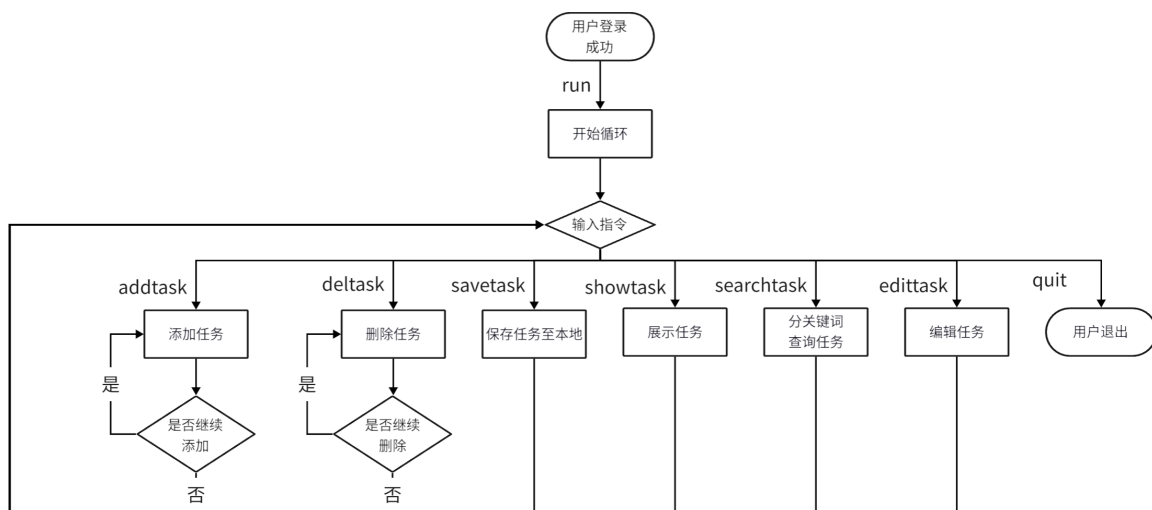 用户登录
成功
run
开始循环
输入指令
addtask
deltask
savetask
showtask
searchtask
edittask
quit
添加任务
删除任务
保存任务至本地
展示任务
分关键词
查询任务
编辑任务
用户退出
是
是
是否继续
添加
是否继续
删除
否
否